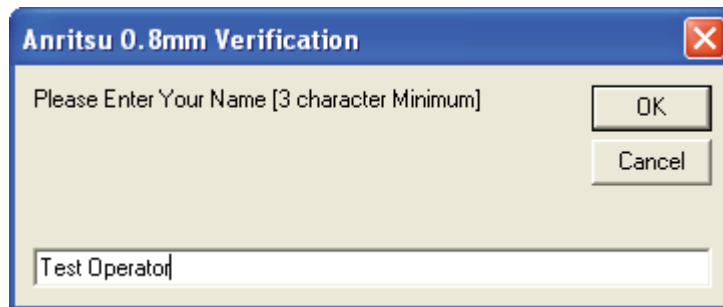 Anritsu 0.8mm Verification
Please Enter Your Name [3 character Minimum]
OK
Cancel
Test Operator